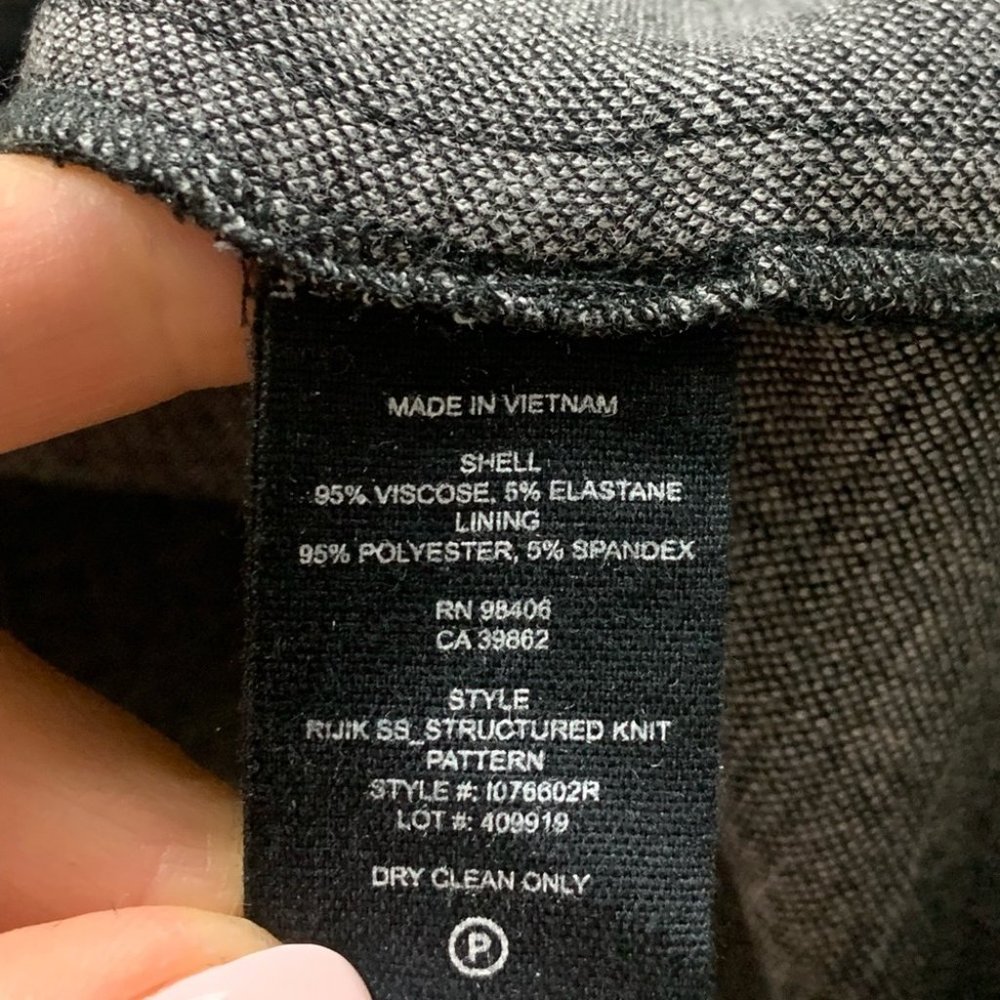 MADE IN VIETNAM
SHELL
95% VISCOSE, 5% ELASTANE
LINING
95% POLYESTER, 5% SPANDEX
RN 98406
CA 39862
STYLE
RIJIK SS_STRUCTURED KNIT
PATTERN
STYLE #: I076602R
LOT #: 409919
DRY CLEAN ONLY
P